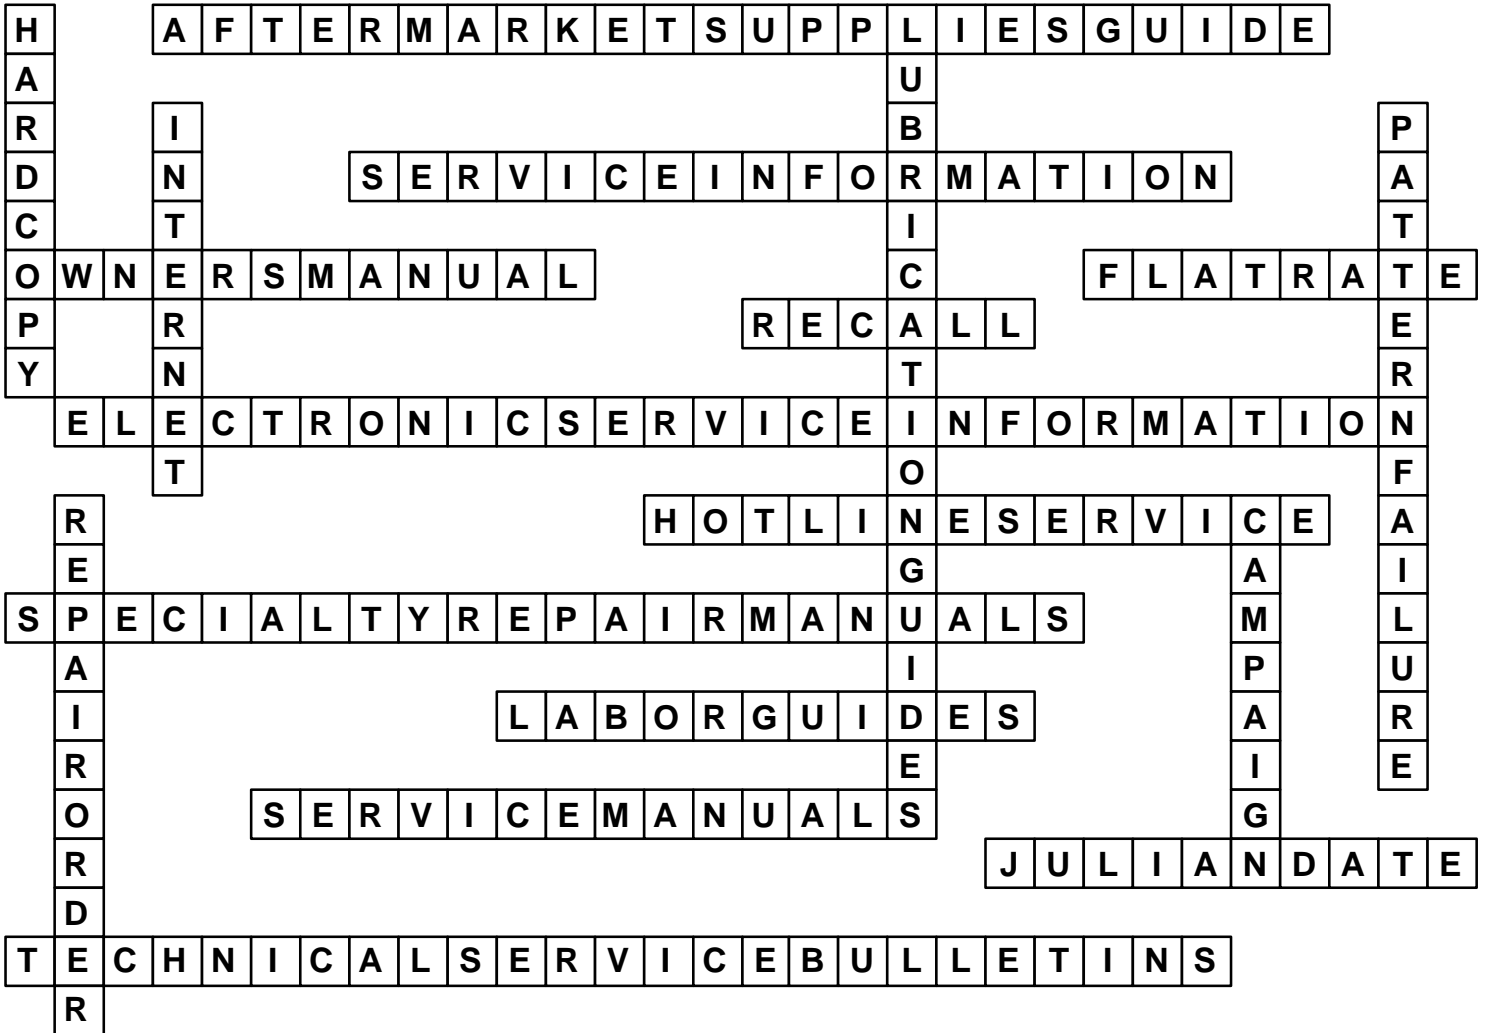 HARDCOPY
AFTERMARKETSUPPLIESGUIDE
LUBRICATIONGUIDES
INTERNET
PATTERNFAILURE
SERVICEINFORMATION
OWNERSMANUAL
FLATRATE
RECALL
ELECTRONICSERVICEINFORMATION
REPAIRORDER
HOTLINESERVICE
CAMPAIGN
SPECIALTYREPAIRMANUALS
LABORGUIDES
SERVICEMANUALS
JULIANDATE
TECHNICALSERVICEBULLETINS